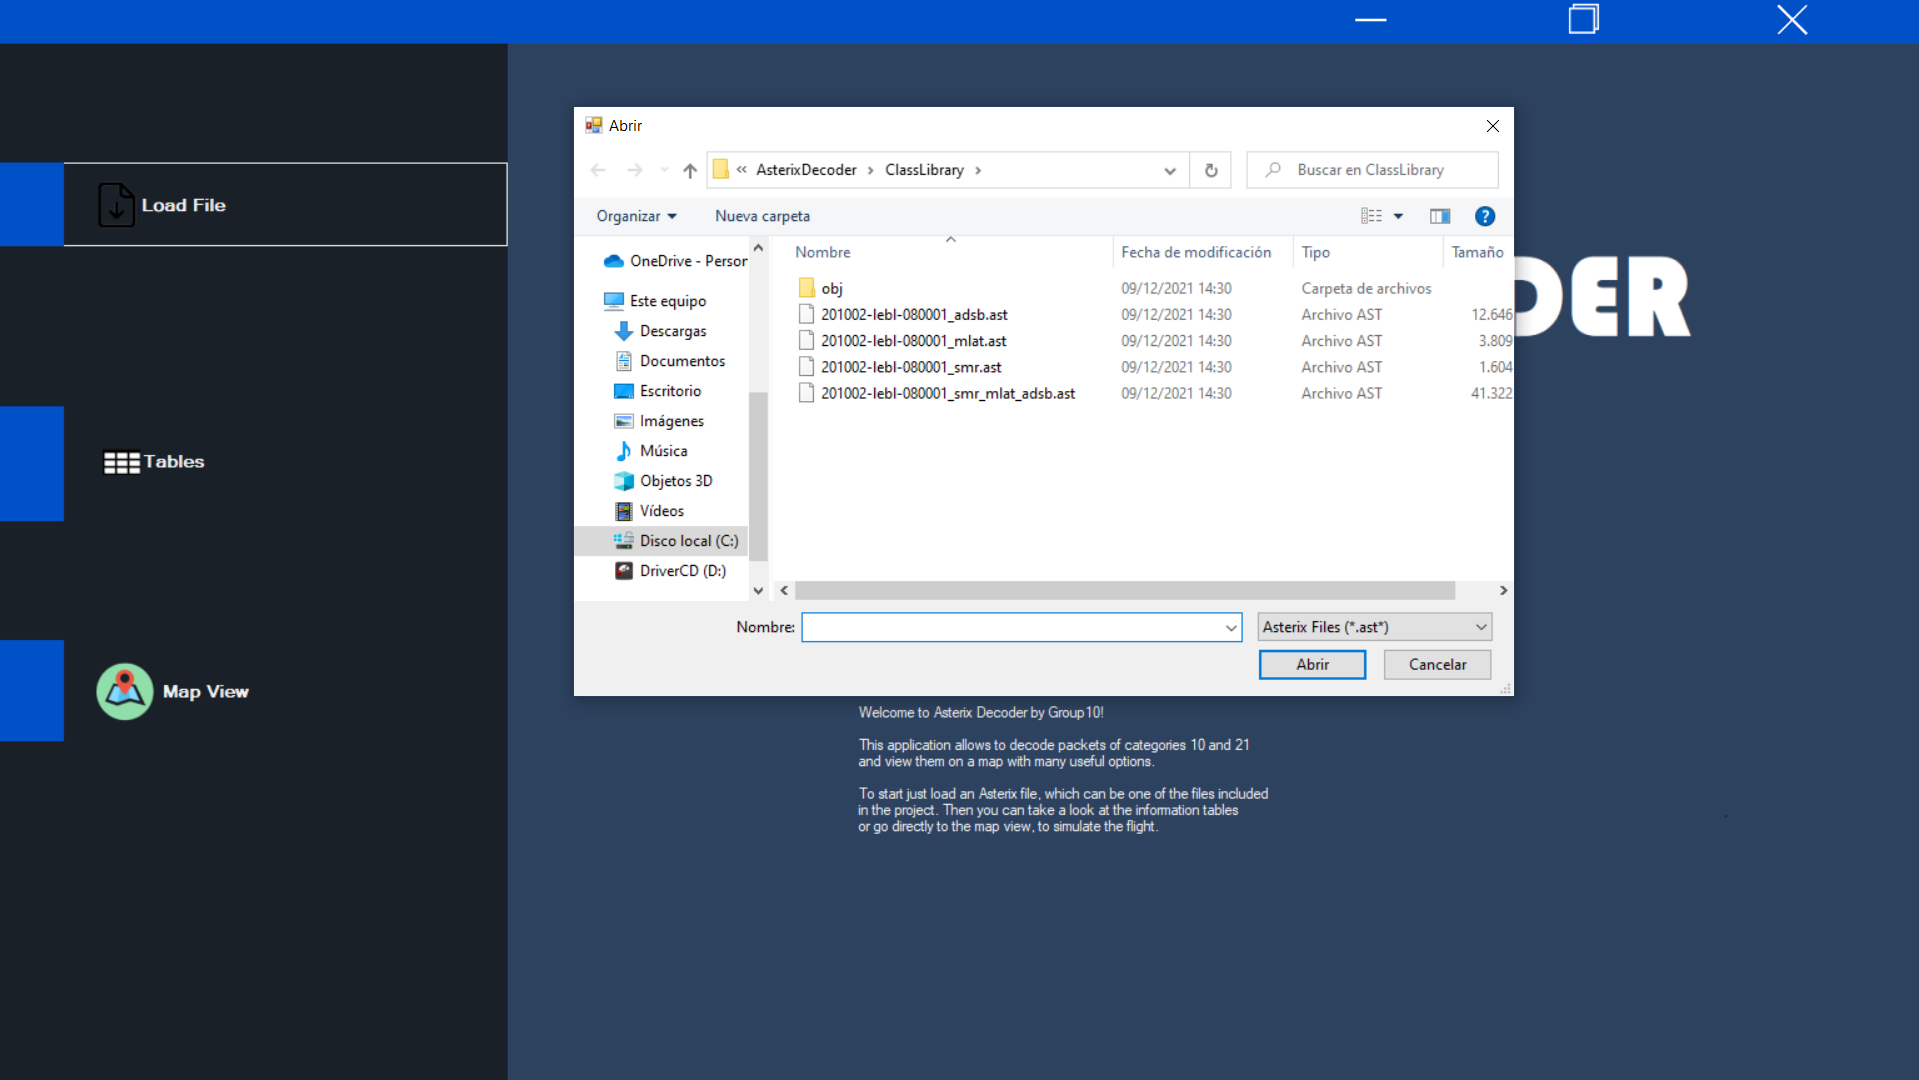 Abrir
« AsterixDecoder › ClassLibrary ›
Buscar en ClassLibrary
Organizar
Nueva carpeta
Nombre
Fecha de modificación
Tipo
Tamaño
OneDrive - Person
Este equipo
Descargas
Documentos
Escritorio
Imágenes
Música
Objetos 3D
Vídeos
Disco local (C:)
DriverCD (D:)
obj 09/12/2021 14:30 Carpeta de archivos
201002-lebl-080001_adsb.ast 09/12/2021 14:30 Archivo AST 12.646
201002-lebl-080001_mlat.ast 09/12/2021 14:30 Archivo AST 3.809
201002-lebl-080001_smr.ast 09/12/2021 14:30 Archivo AST 1.604
201002-lebl-080001_smr_mlat_adsb.ast 09/12/2021 14:30 Archivo AST 41.322
Nombre:
Asterix Files (*.ast*)
Abrir
Cancelar
Load File
Tables
Map View
DER
Welcome to Asterix Decoder by Group10!
This application allows to decode packets of categories 10 and 21
and view them on a map with many useful options.
To start just load an Asterix file, which can be one of the files included
in the project. Then you can take a look at the information tables
or go directly to the map view, to simulate the flight.